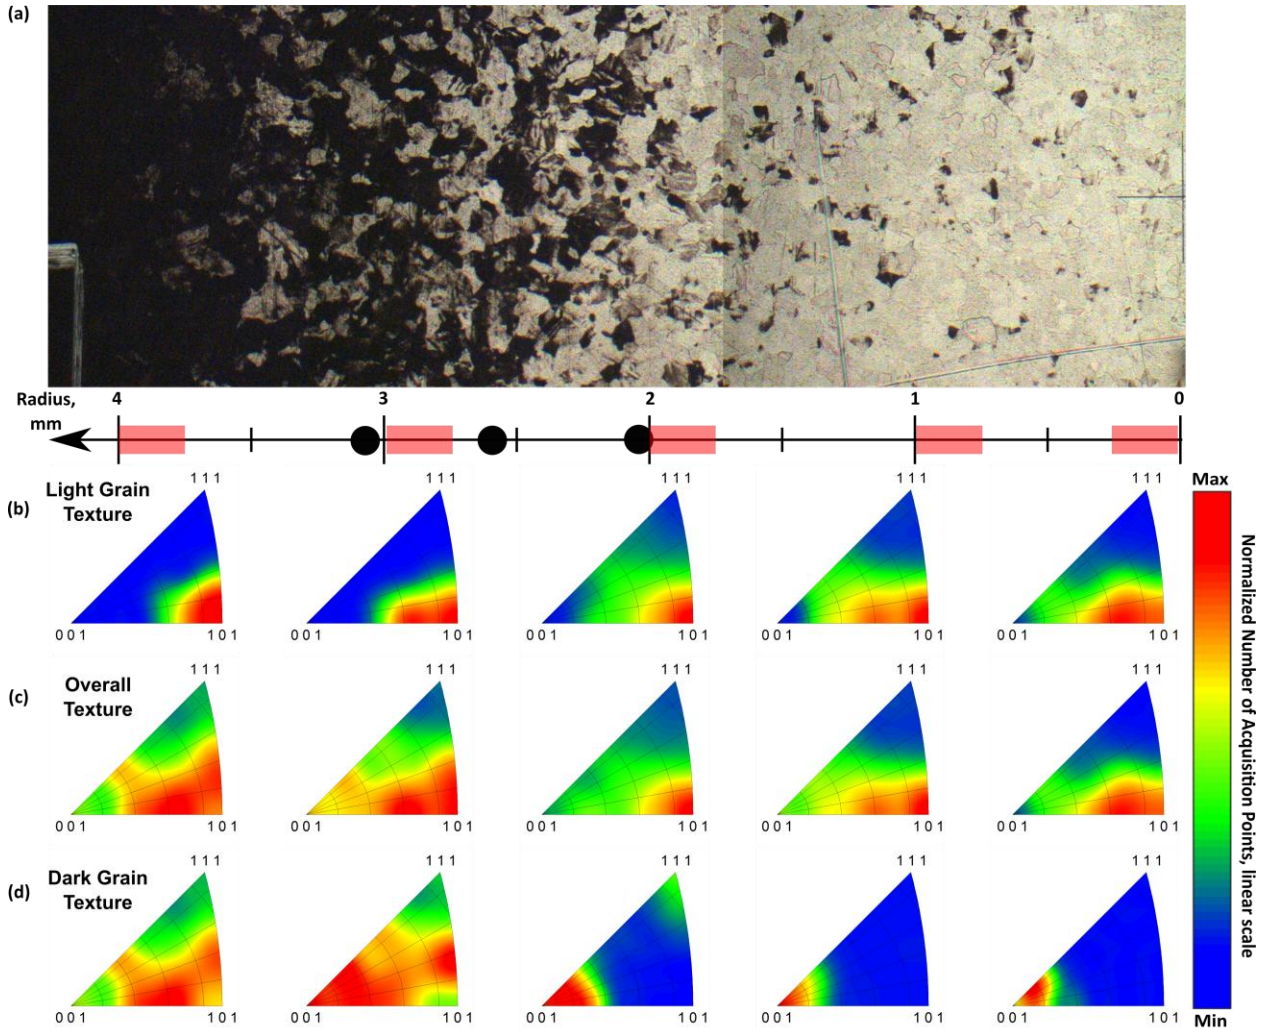 (a)
Radius, mm
4 3 2 1 0
(b)
Light Grain
Texture
111 111 111 111 111
001 101 001 101 001 101 001 101 001 101
(c)
Overall
Texture
111 111 111 111 111
001 101 001 101 001 101 001 101 001 101
(d)
Dark Grain
Texture
111 111 111 111 111
001 101 001 101 001 101 001 101 001 101
Max
Normalized Number of Acquisition Points, linear scale
Min